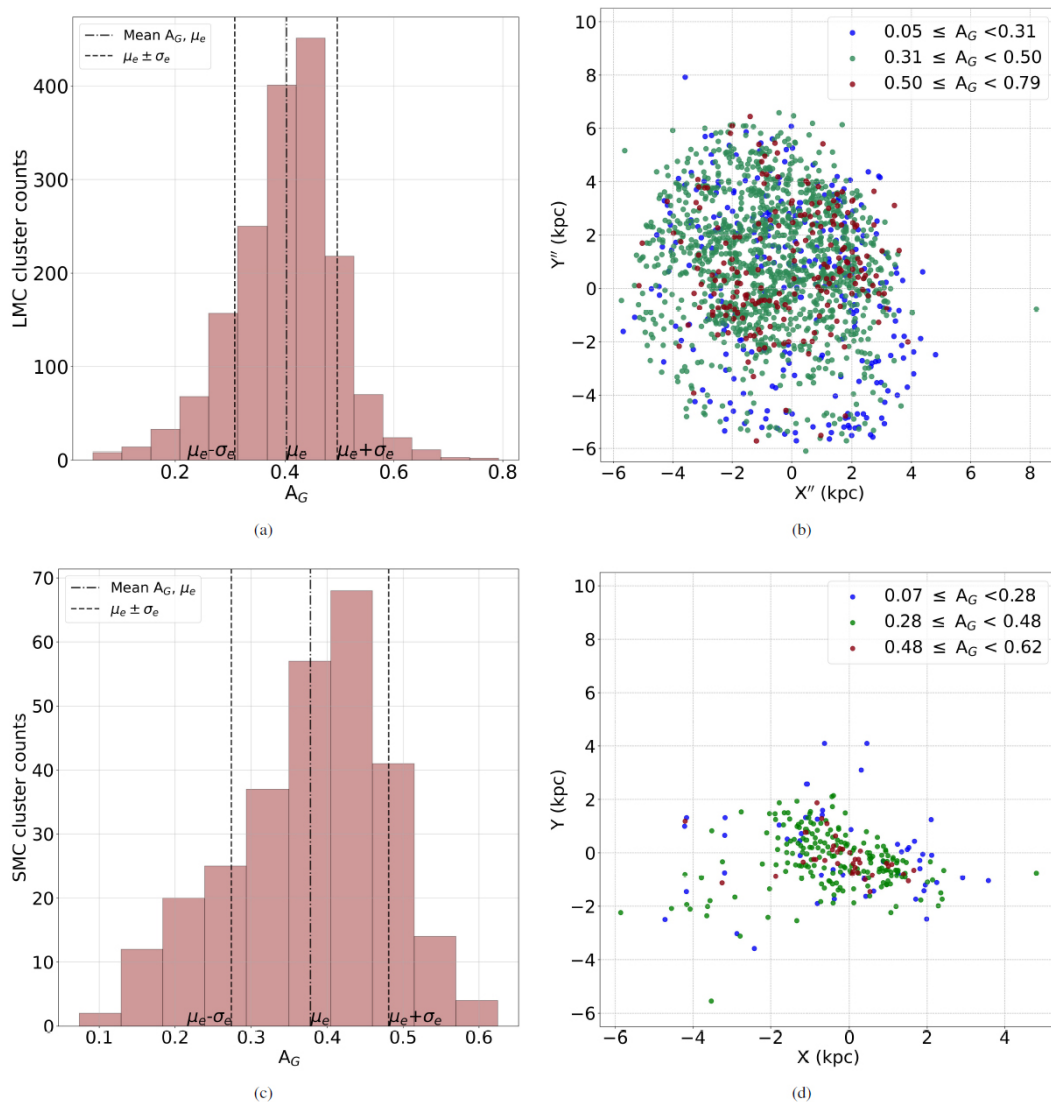 Mean A_G, μ_e
μ_e ± σ_e
LMC cluster counts
400
300
200
100
0
μ_e-σ_e
μ_e
μ_e+σ_e
0.2
0.4
0.6
0.8
A_G
(a)
0.05 ≤ A_G <0.31
0.31 ≤ A_G < 0.50
0.50 ≤ A_G < 0.79
Y″ (kpc)
10
8
6
4
2
0
−2
−4
−6
−6
−4
−2
0
2
4
6
8
X″ (kpc)
(b)
Mean A_G, μ_e
μ_e ± σ_e
SMC cluster counts
70
60
50
40
30
20
10
0
μ_e-σ_e
μ_e
μ_e+σ_e
0.1
0.2
0.3
0.4
0.5
0.6
A_G
(c)
0.07 ≤ A_G <0.28
0.28 ≤ A_G < 0.48
0.48 ≤ A_G < 0.62
Y (kpc)
10
8
6
4
2
0
−2
−4
−6
−6
−4
−2
0
2
4
X (kpc)
(d)